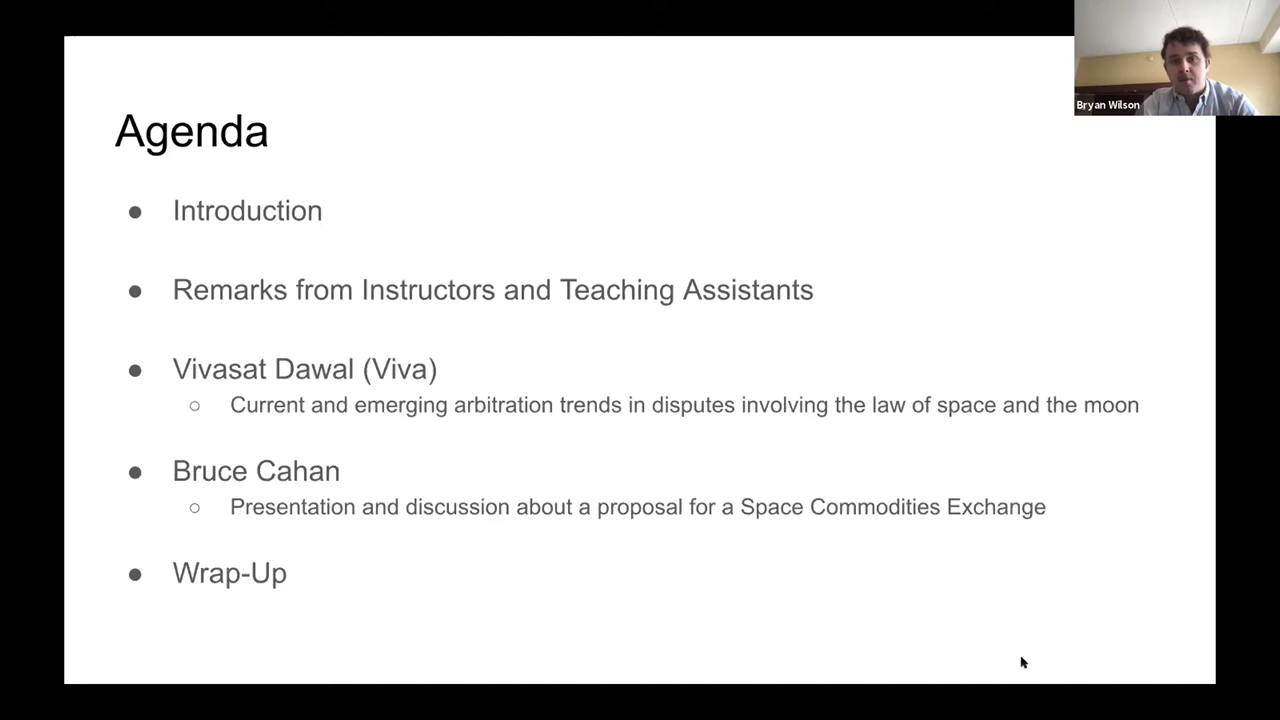 Bryan Wilson
Agenda
● Introduction
● Remarks from Instructors and Teaching Assistants
● Vivasat Dawal (Viva)
○ Current and emerging arbitration trends in disputes involving the law of space and the moon
● Bruce Cahan
○ Presentation and discussion about a proposal for a Space Commodities Exchange
● Wrap-Up